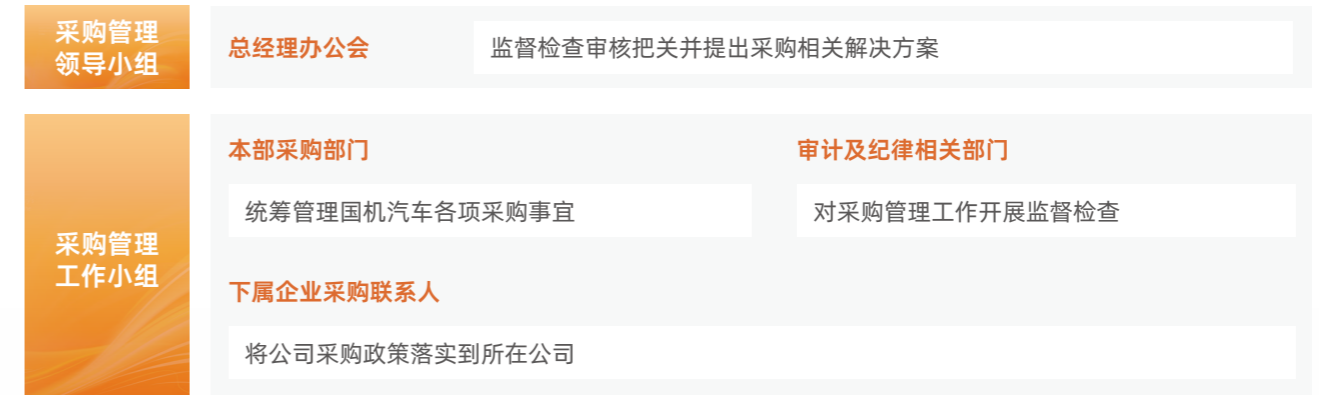 采购管理
领导小组
总经理办公会
监督检查审核把关并提出采购相关解决方案
采购管理
工作小组
本部采购部门
审计及纪律相关部门
统筹管理国机汽车各项采购事宜
对采购管理工作开展监督检查
下属企业采购联系人
将公司采购政策落实到所在公司